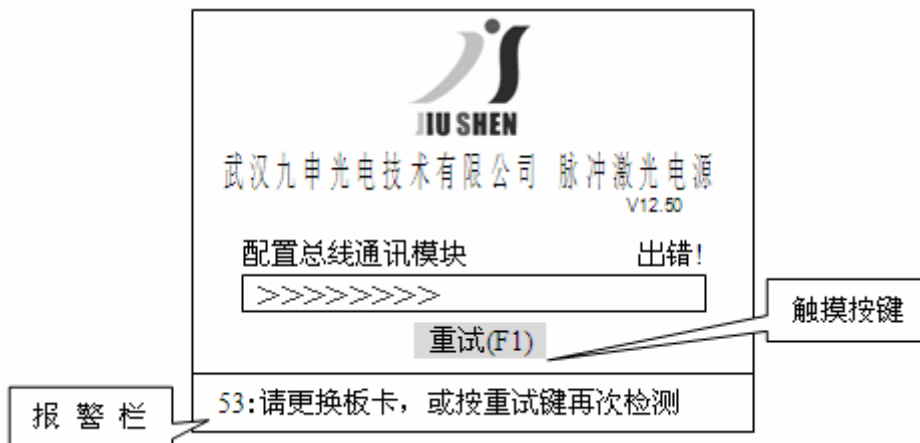 JIU SHEN
武汉九申光电技术有限公司 脉冲激光电源
V12.50
配置总线通讯模块 出错!
>>>>>>>>
触摸按键
重试(F1)
53:请更换板卡，或按重试键再次检测
报警栏